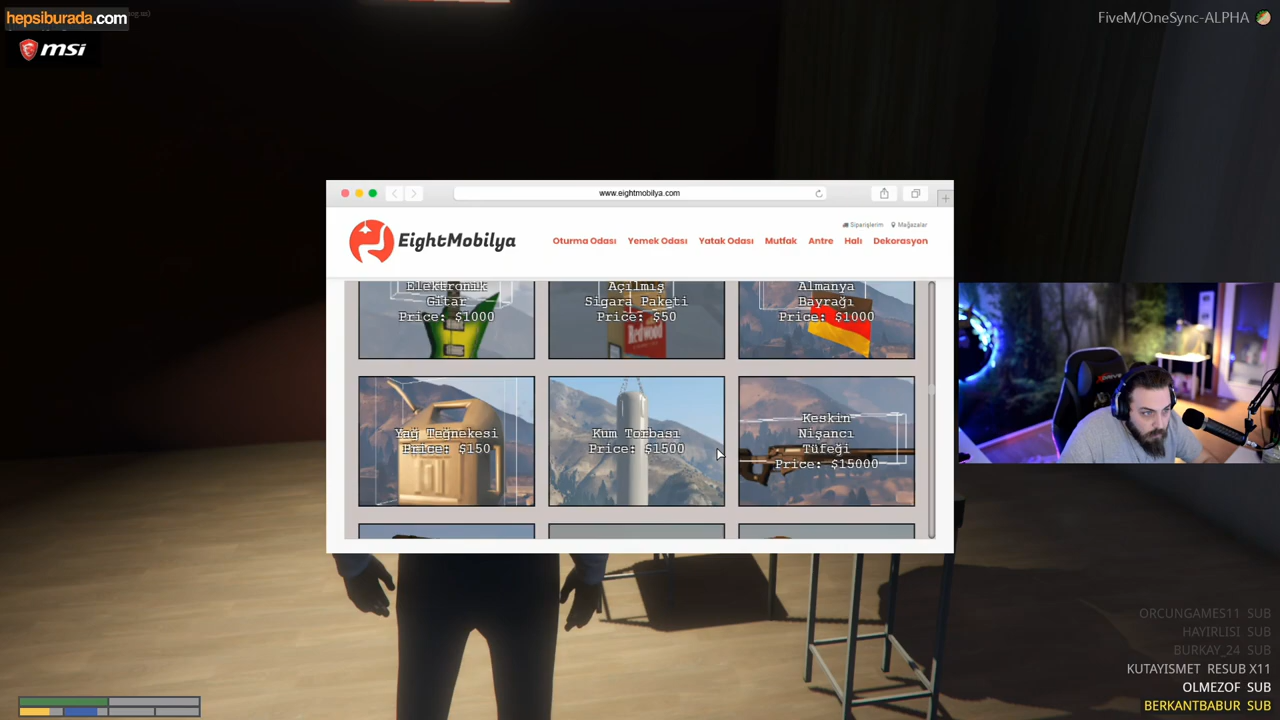 hepsiburada.com
FiveM/OneSync-ALPHA
msi
www.eightmobilya.com
Siparişlerim Mağazalar
EightMobilya
Oturma Odası Yemek Odası Yatak Odası Mutfak Antre Halı Dekorasyon
Elektronik
Gitar
Price: $1000
Açılmış
Sigara Paketi
Price: $50
Redwood
Almanya
Bayrağı
Price: $1000
Yağ Teğnekesi
Price: $150
Kum Torbası
Price: $1500
Keskin
Nişancı
Tüfeği
Price: $15000
ORCUNGAMES11 SUB
HAYIRLISI SUB
BURKAY_24 SUB
KUTAYISMET RESUB X11
OLMEZOF SUB
BERKANTBABUR SUB